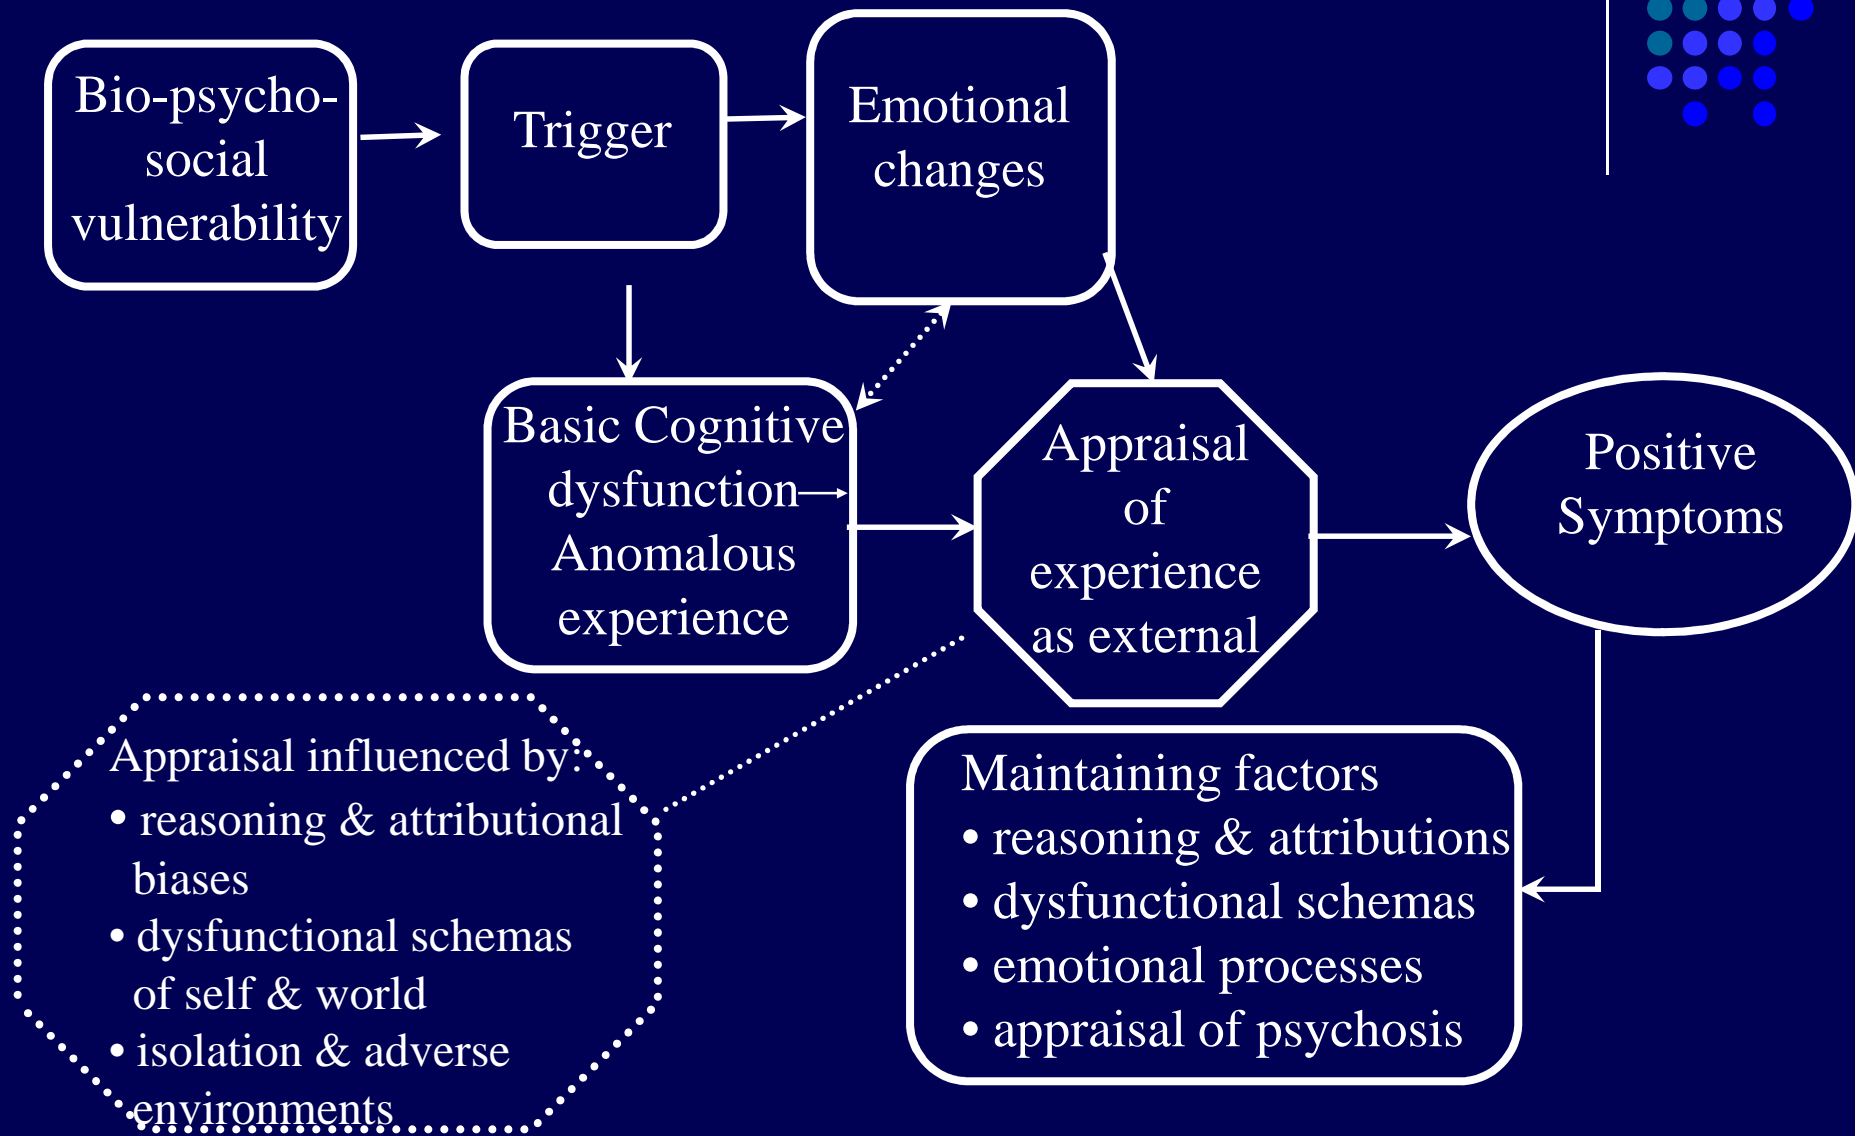 Bio-psycho-
social
vulnerability
Trigger
Emotional
changes
Basic Cognitive
dysfunction
Anomalous
experience
Appraisal
of
experience
as external
Positive
Symptoms
Appraisal influenced by:
• reasoning & attributional
biases
• dysfunctional schemas
of self & world
• isolation & adverse
environments
Maintaining factors
• reasoning & attributions
• dysfunctional schemas
• emotional processes
• appraisal of psychosis